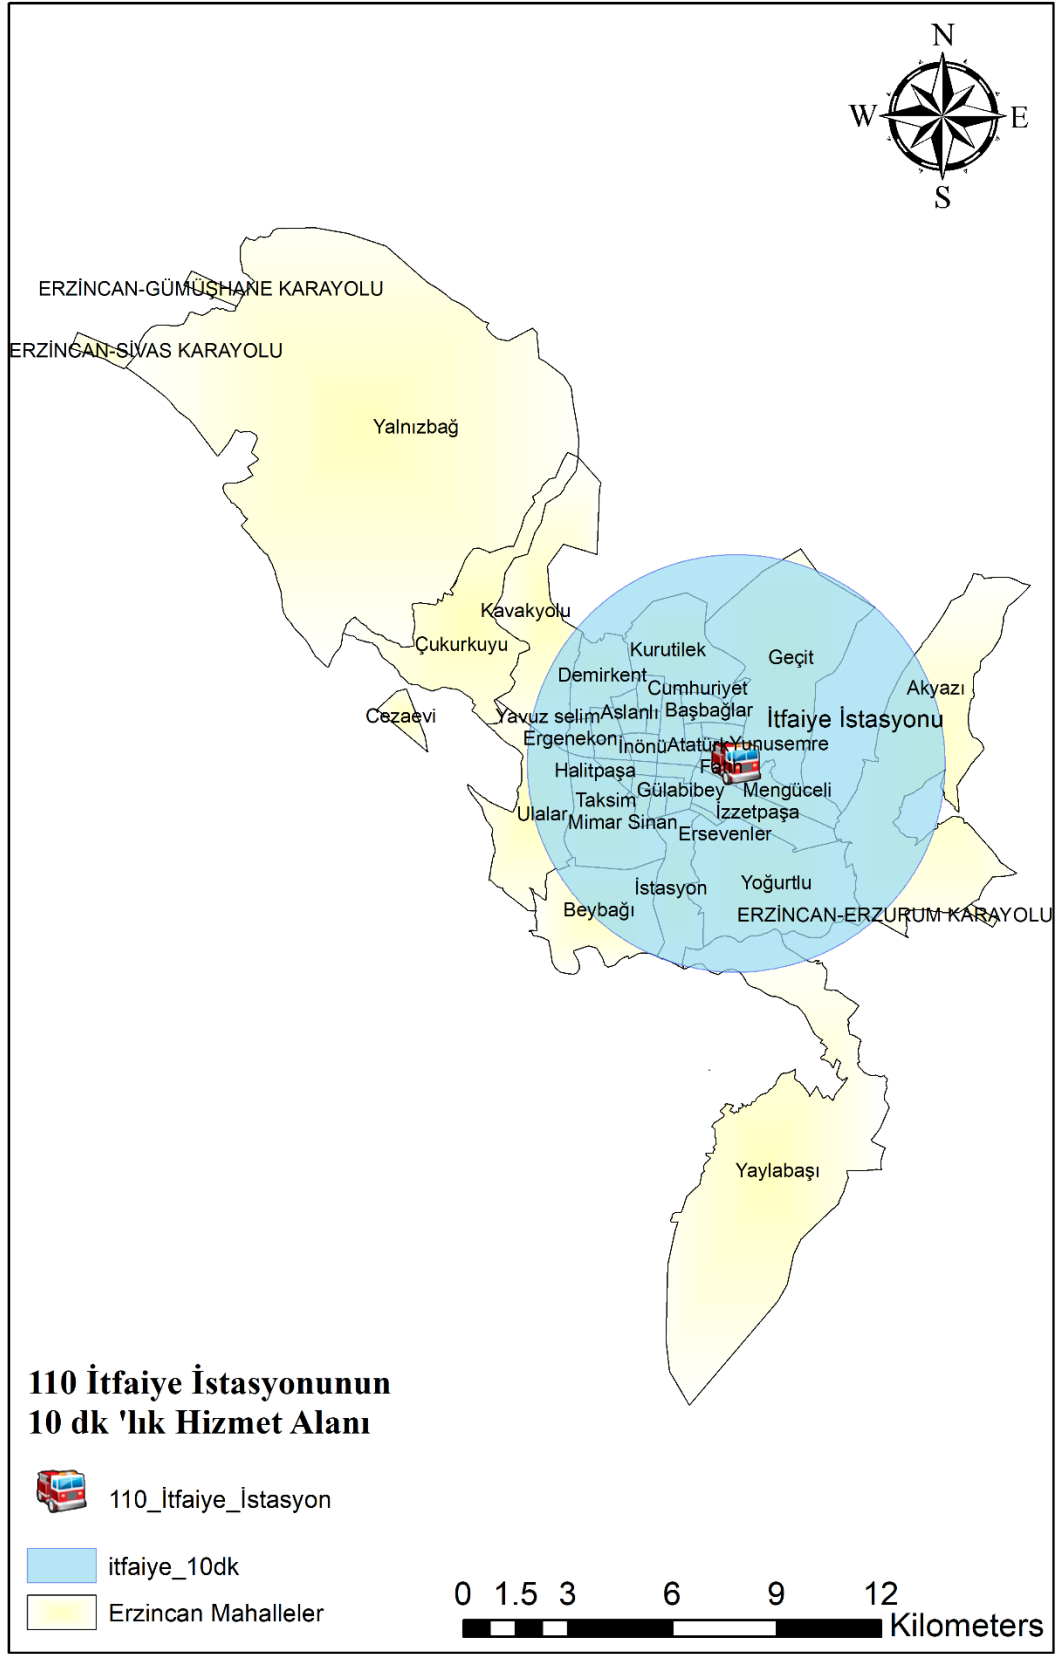 N
W
E
S
ERZİNCAN-GÜMÜŞHANE KARAYOLU
ERZİNCAN-SİVAS KARAYOLU
Yalnızbağ
Kavakyolu
Çukurkuyu
Kurutilek
Geçit
Demirkent
Cumhuriyet
Akyazı
Cezaevi
Yavuz selim
Aslanlı
Başbağlar
İtfaiye İstasyonu
Ergenekon
İnönü
Atatürk
Yunusemre
Halitpaşa
Fatih
Gülabibey
Mengüceli
Taksim
İzzetpaşa
Ulalar
Mimar Sinan
Ersevenler
İstasyon
Yoğurtlu
Beybağı
ERZİNCAN-ERZURUM KARAYOLU
Yaylabaşı
110 İtfaiye İstasyonunun
10 dk 'lık Hizmet Alanı
110_İtfaiye_İstasyon
itfaiye_10dk
Erzincan Mahalleler
0 1.5 3 6 9 12
Kilometers